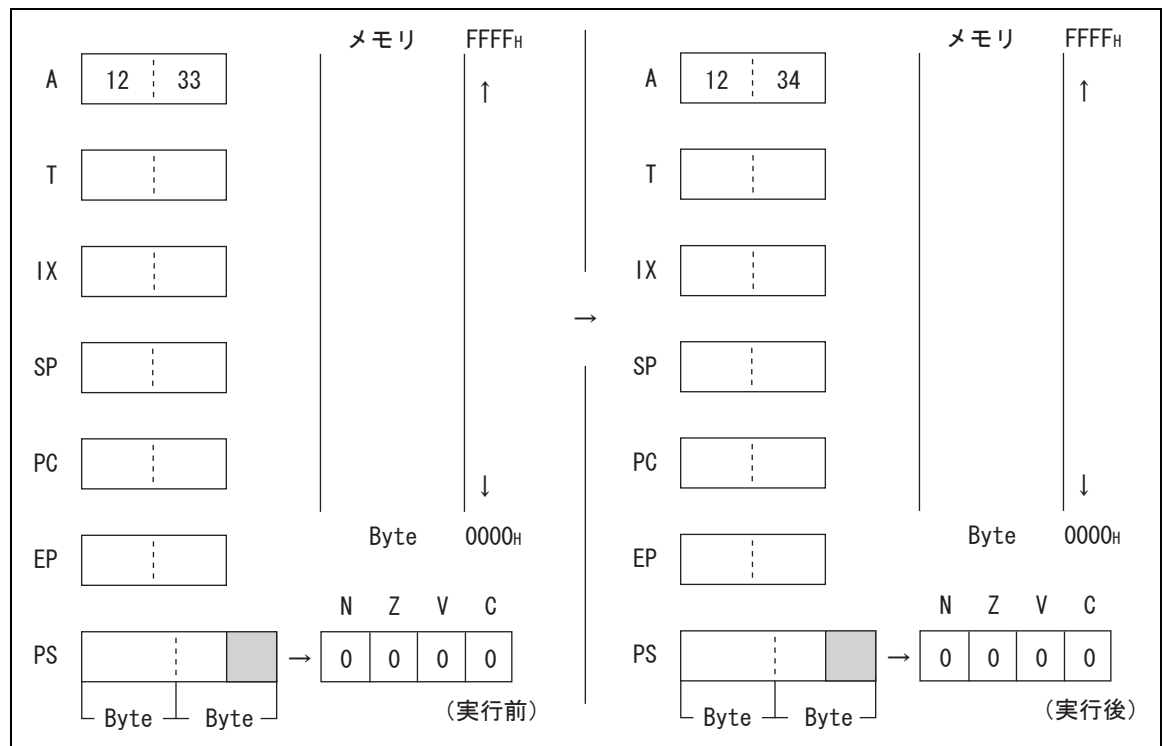 メモリ FFFFH
A 12 33
↑
T
IX
SP
PC
↓
Byte 0000H
EP
N Z V C
PS → 0 0 0 0
Byte Byte (実行前)
→
メモリ FFFFH
A 12 34
↑
T
IX
SP
PC
↓
Byte 0000H
EP
N Z V C
PS → 0 0 0 0
Byte Byte (実行後)